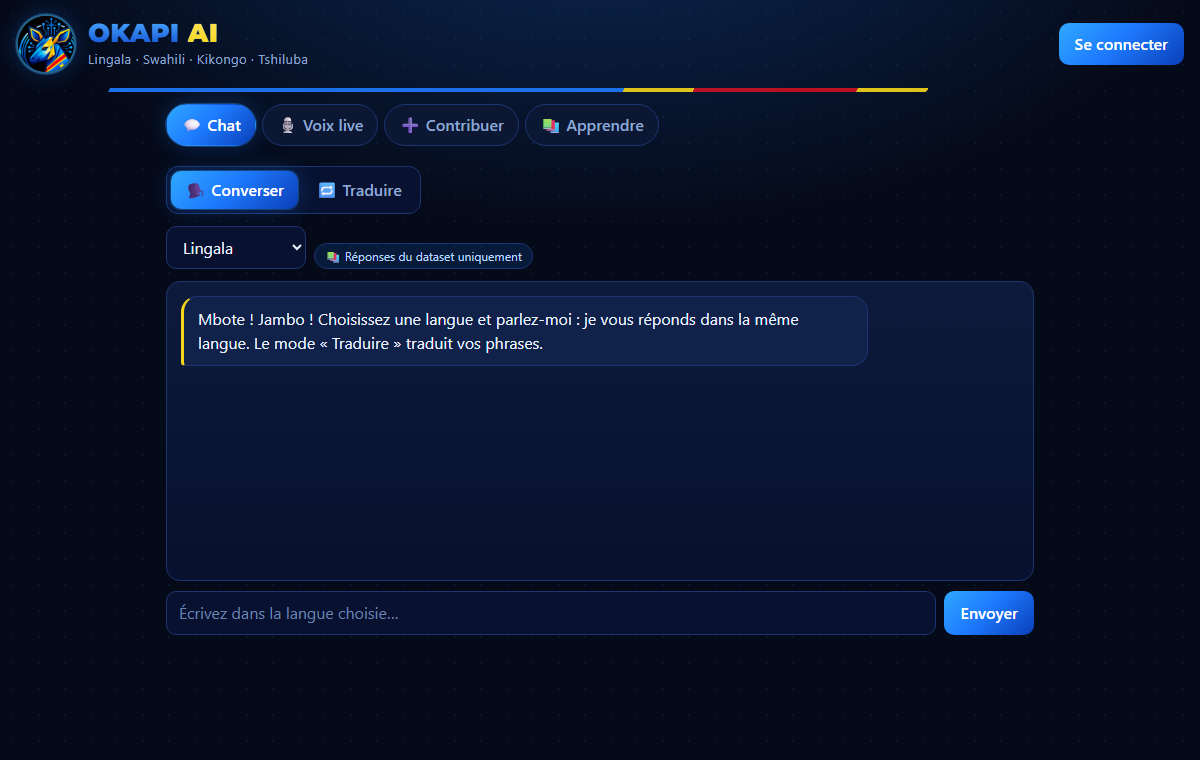 OKAPI AI
Lingala · Swahili · Kikongo · Tshiluba
Se connecter
Chat
Voix live
Contribuer
Apprendre
Converser
Traduire
Lingala
Réponses du dataset uniquement
Mbote ! Jambo ! Choisissez une langue et parlez-moi : je vous réponds dans la même
langue. Le mode « Traduire » traduit vos phrases.
Écrivez dans la langue choisie...
Envoyer